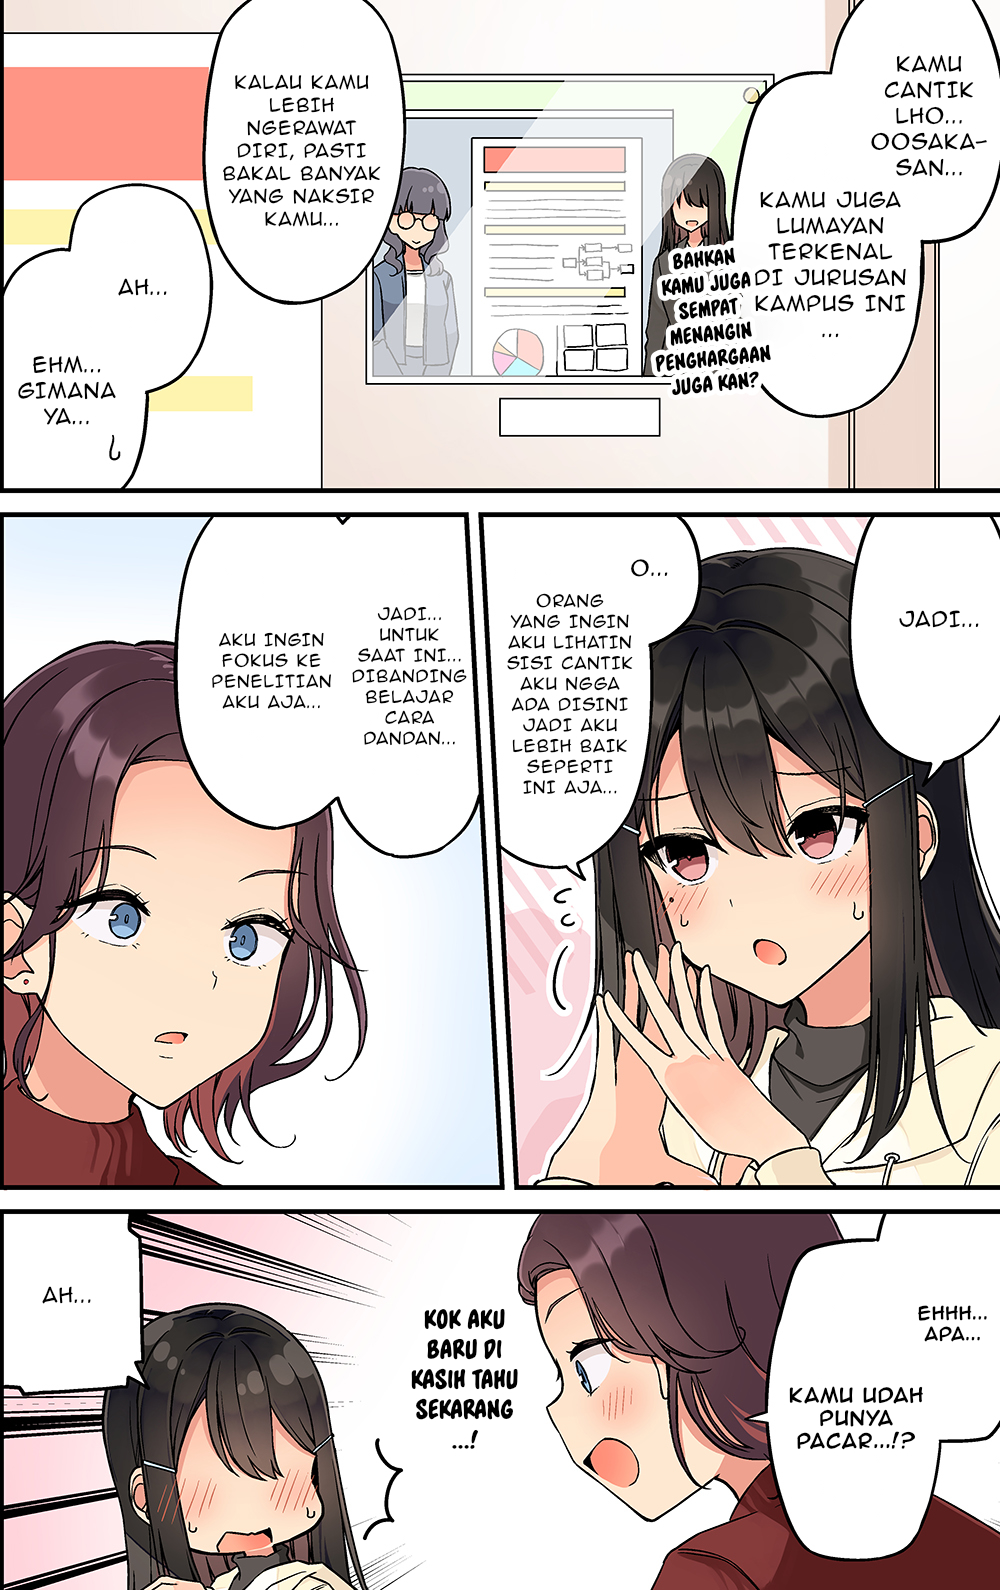 KAMU
CANTIK
LHO...
OOSAKA-
SAN...
KAMU JUGA
LUMAYAN
TERKENAL
DI JURUSAN
KAMPUS INI
...
BAHKAN
KAMU JUGA
SEMPAT
MENANGIN
PENGHARGAAN
JUGA KAN?
KALAU KAMU
LEBIH
NGERAWAT
DIRI, PASTI
BAKAL BANYAK
YANG NAKSIR
KAMU...
AH...
EHM...
GIMANA
YA...
JADI...
O...
ORANG
YANG INGIN
AKU LIHATIN
SISI CANTIK
AKU NGGA
ADA DISINI
JADI AKU
LEBIH BAIK
SEPERTI
INI AJA...
JADI...
UNTUK
SAAT INI...
DIBANDING
BELAJAR
CARA
DANDAN...
AKU INGIN
FOKUS KE
PENELITIAN
AKU AJA...
EHHH...
APA...
KAMU UDAH
PUNYA
PACAR...!?
KOK AKU
BARU DI
KASIH TAHU
SEKARANG
...!
AH...